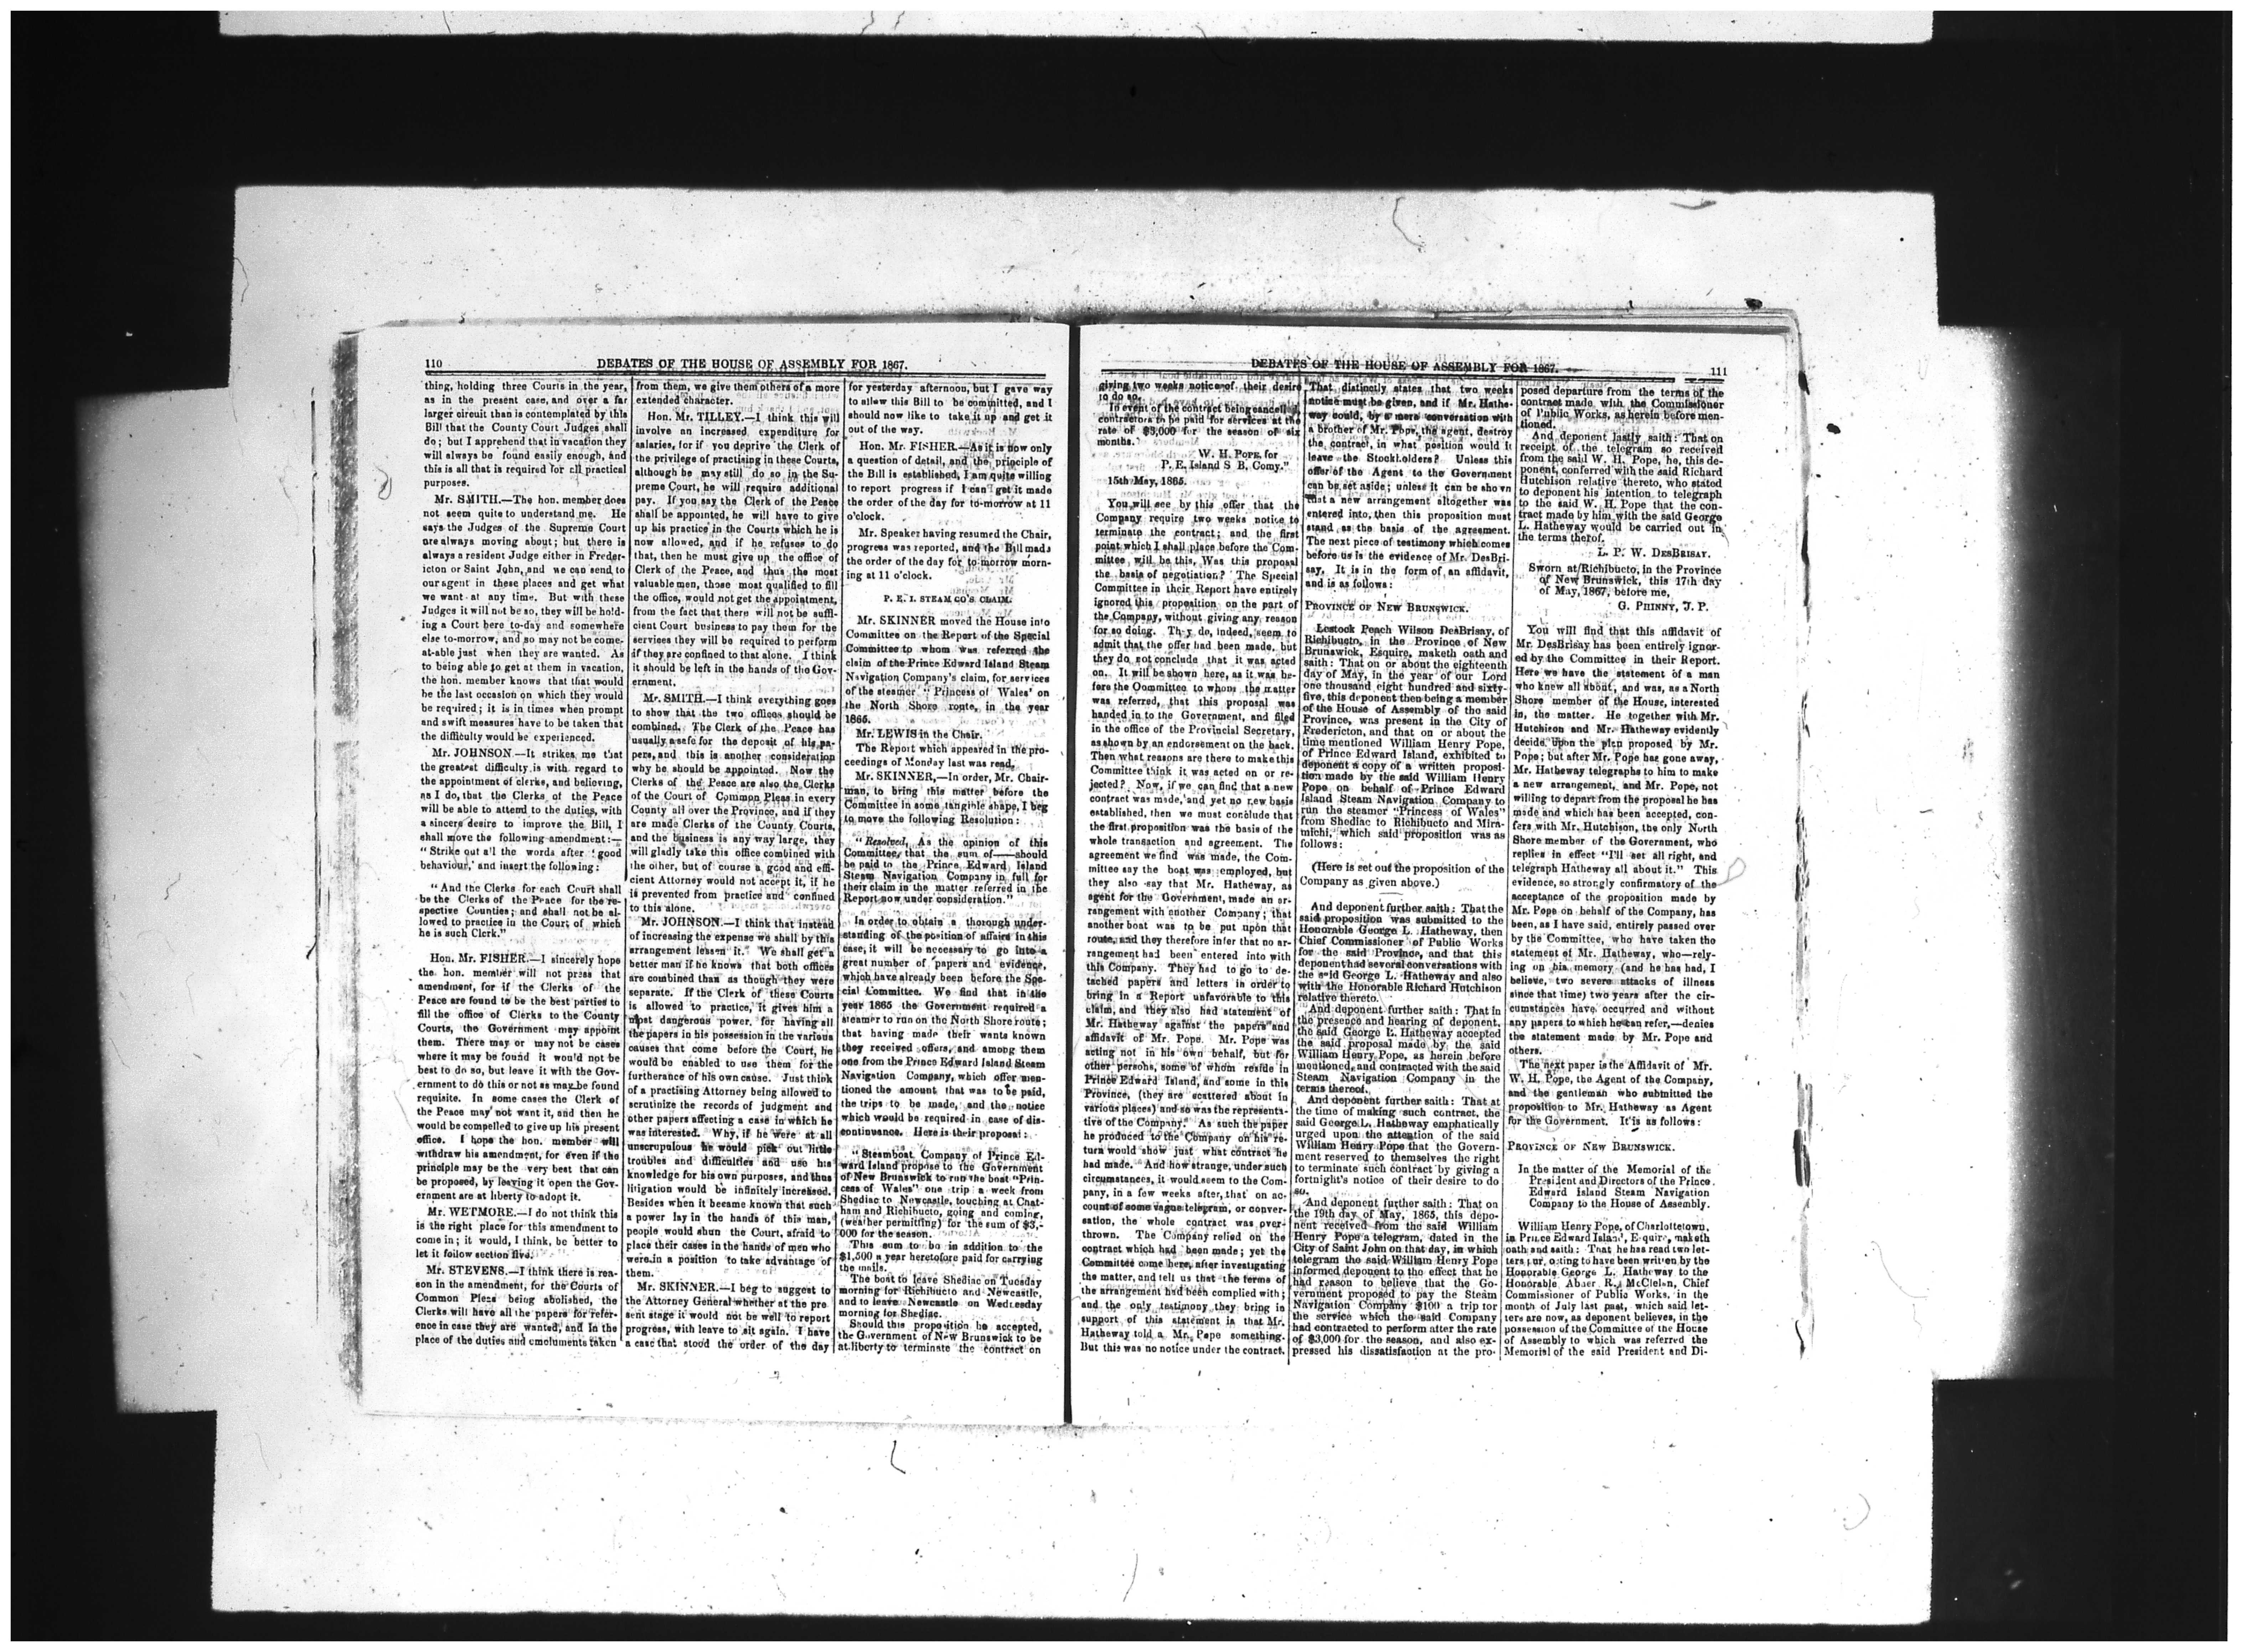 110
DEBATES OF THE HOUSE OF ASSEMBLY FOR 1867.
thing, holding three Courts in the year,
as in the present case, and over a far
larger circuit than is contemplated by this
Bill that the County Court Judges shall
do; but I apprehend that in vacation they
will always be found easily enough, and
this is all that is required for all practical
purposes.
Mr. SMITH.—The hon. member does
not seem quite to understand me. He
says the Judges of the Supreme Court
are always moving about; but there is
always a resident Judge either in Freder-
icton or Saint John, and we can send to
our agent in these places and get what
we want at any time. But with these
Judges it will not be so, they will be hold-
ing a Court here to-day and somewhere
else to-morrow, and so may not be come-
at-able just when they are wanted. As
to being able to get at them in vacation,
the hon. member knows that that would
be the last occasion on which they would
be required; it is in times when prompt
and swift measures have to be taken that
the difficulty would be experienced.
Mr. JOHNSON.—It strikes me that
the greatest difficulty is with regard to
the appointment of clerks, and believing,
as I do, that the Clerks of the Peace
will be able to attend to the duties, with
a sincere desire to improve the Bill, I
shall move the following amendment:—
"Strike out all the words after 'good
behaviour,' and insert the following:
"And the Clerks for each Court shall
be the Clerks of the Peace for the re-
spective Counties; and shall not be al-
lowed to practice in the Court of which
he is such Clerk."
Hon. Mr. FISHER.—I sincerely hope
the hon. member will not press that
amendment, for if the Clerks of the
Peace are found to be the best parties to
fill the office of Clerks to the County
Courts, the Government may appoint
them. There may or may not be cases
where it may be found it would not be
best to do so, but leave it with the Gov-
ernment to do this or not as may be found
requisite. In some cases the Clerk of
the Peace may not want it, and then he
would be compelled to give up his present
office. I hope the hon. member will
withdraw his amendment, for even if the
principle may be the very best that can
be proposed, by leaving it open the Gov-
ernment are at liberty to adopt it.
Mr. WETMORE.—I do not think this
is the right place for this amendment to
come in; it would, I think, be better to
let it follow section five.
Mr. STEVENS.—I think there is rea-
son in the amendment, for the Courts of
Common Pleas being abolished, the
Clerks will have all the papers for refer-
ence in case they are wanted, and in the
place of the duties and emoluments taken
from them, we give them others of a more
extended character.
Hon. Mr. TILLEY.—I think this will
involve an increased expenditure for
salaries, for if you deprive the Clerk of
the privilege of practising in these Courts,
although he may still do so in the Su-
preme Court, he will require additional
pay. If you say the Clerk of the Peace
shall be appointed, he will have to give
up his practice in the Courts which he is
now allowed, and if he refuses to do
that, then he must give up the office of
Clerk of the Peace, and thus the most
valuable men, those most qualified to fill
the office, would not get the appointment,
from the fact that there will not be suffi-
cient Court business to pay them for the
services they will be required to perform
if they are confined to that alone. I think
it should be left in the hands of the Gov-
ernment.
Mr. SMITH.—I think everything goes
to show that the two offices should be
combined. The Clerk of the Peace has
usually a safe for the deposit of his pa-
pers, and this is another consideration
why he should be appointed. Now the
Clerks of the Peace are also the Clerks
of the Court of Common Pleas in every
County all over the Province, and if they
are made Clerks of the County Courts,
and the business is any way large, they
will gladly take this office combined with
the other, but of course a good and effi-
cient Attorney would not accept it, if he
is prevented from practice and confined
to this alone.
Mr. JOHNSON.—I think that instead
of increasing the expense we shall by this
arrangement lessen it. We shall get a
better man if he knows that both offices
are combined than as though they were
separate. If the Clerk of these Courts
is allowed to practice, it gives him a
most dangerous power, for having all
the papers in his possession in the various
causes that come before the Court, he
would be enabled to use them for the
furtherance of his own cause. Just think
of a practising Attorney being allowed to
scrutinize the records of judgment and
other papers affecting a case in which he
was interested. Why, if he were at all
unscrupulous he would pick out little
troubles and difficulties and use his
knowledge for his own purposes, and thus
litigation would be infinitely increased.
Besides when it became known that such
a power lay in the hands of this man,
people would shun the Court, afraid to
place their cases in the hands of men who
were in a position to take advantage of
them.
Mr. SKINNER.—I beg to suggest to
the Attorney General whether at the pre
sent stage it would not be well to report
progress, with leave to sit again. I have
a case that stood the order of the day
for yesterday afternoon, but I gave way
to allow this Bill to be committed, and I
should now like to take it up and get it
out of the way.
Hon. Mr. FISHER.—As it is now only
a question of detail, and the principle of
the Bill is established, I am quite willing
to report progress if I can get it made
the order of the day for to-morrow at 11
o'clock.
Mr. Speaker having resumed the Chair,
progress was reported, and the Bill made
the order of the day for to-morrow morn-
ing at 11 o'clock.
P. E. I. STEAM CO'S CLAIM.
Mr. SKINNER moved the House into
Committee on the Report of the Special
Committee to whom was referred the
claim of the Prince Edward Island Steam
Navigation Company's claim, for services
of the steamer "Princess of Wales' on
the North Shore route, in the year
1865.
Mr. LEWIS in the Chair.
The Report which appeared in the pro-
ceedings of Monday last was read.
Mr. SKINNER,—In order, Mr. Chair-
man, to bring this matter before the
Committee in some tangible shape, I beg
to move the following Resolution:
"Resolved, As the opinion of this
Committee, that the sum of——should
be paid to the Prince Edward Island
Steam Navigation Company in full for
their claim in the matter referred in the
Report now under consideration."
In order to obtain a thorough under-
standing of the position of affairs in this
case, it will be necessary to go into a
great number of papers and evidence,
which have already been before the Spe-
cial Committee. We find that in the
year 1865 the Government required a
steamer to run on the North Shore route;
that having made their wants known
they received offers, and among them
one from the Prince Edward Island Steam
Navigation Company, which offer men-
tioned the amount that was to be paid,
the trips to be made, and the notice
which would be required in case of dis-
continuance. Here is their proposal:
"Steamboat Company of Prince Ed-
ward Island propose to the Government
of New Brunswick to run the boat "Prin-
cess of Wales" one trip a week from
Shediac to Newcastle, touching at Chat-
ham and Richibucto, going and coming,
(weather permitting) for the sum of $3,-
000 for the season.
This sum to be in addition to the
$1,500 a year heretofore paid for carrying
the mails.
The boat to leave Shediac on Tuesday
morning for Richibucto and Newcastle,
and to leave Newcastle on Wednesday
morning for Shediac.
Should this proposition be accepted,
the Government of New Brunswick to be
at liberty to terminate the contract on
DEBATES OF THE HOUSE OF ASSEMBLY FOR 1867.
111
giving two weeks notice of their desire
to do so.
In event of the contract being cancelled,
contractors to be paid for services at the
rate of $3,000 for the season of six
months.'
W. H. POPE, for
P. E. Island S B. Comy."
15th May, 1865.
You will see by this offer that the
Company require two weeks notice to
terminate the contract; and the first
point which I shall place before the Com-
mittee will be this, Was this proposal
the basis of negotiation? The Special
Committee in their Report have entirely
ignored this proposition on the part of
the Company, without giving any reason
for so doing. They do, indeed, seem to
admit that the offer had been made, but
they do not conclude that it was acted
on. It will be shown here, as it was be-
fore the Committee to whom the matter
was referred, that this proposal was
handed in to the Government, and filed
in the office of the Provincial Secretary,
as shown by an endorsement on the back.
Then what reasons are there to make this
Committee think it was acted on or re-
jected? Now, if we can find that a new
contract was made, and yet no new basis
established, then we must conclude that
the first proposition was the basis of the
whole transaction and agreement. The
agreement we find was made, the Com-
mittee say the boat was employed, but
they also say that Mr. Hatheway, as
agent for the Government, made an ar-
rangement with another Company; that
another boat was to be put upon that
route, and they therefore infer that no ar-
rangement had been entered into with
this Company. They had to go to de-
tached papers and letters in order to
bring in a Report unfavorable to this
claim, and they also had statement of
Mr. Hatheway against the papers and
affidavit of Mr. Pope. Mr. Pope was
acting not in his own behalf, but for
other persons, some of whom reside in
Prince Edward Island, and some in this
Province, (they are scattered about in
various places) and so was the representa-
tive of the Company. As such the paper
he produced to the Company on his re-
turn would show just what contract he
had made. And how strange, under such
circumstances, it would seem to the Com-
pany, in a few weeks after, that on ac-
count of some vague telegram, or conver-
sation, the whole contract was over-
thrown. The Company relied on the
contract which had been made; yet the
Committee come here, after investigating
the matter, and tell us that the terms of
the arrangement had been complied with;
and the only testimony they bring in
support of this statement is that Mr.
Hatheway told a Mr. Pope something.
But this was no notice under the contract.
That distinctly states that two weeks
notice must be given, and if Mr. Hathe-
way could, by a mere conversation with
a brother of Mr. Pope, the agent, destroy
the contract, in what position would it
leave the Stockholders? Unless this
offer of the Agent to the Government
can be set aside; unless it can be shown
that a new arrangement altogether was
entered into, then this proposition must
stand as the basis of the agreement.
The next piece of testimony which comes
before us is the evidence of Mr. DesBri-
say. It is in the form of an affidavit,
and is as follows:
PROVINCE OF NEW BRUNSWICK.
Lestock Peach Wilson DesBrisay, of
Richibucto, in the Province of New
Brunswick, Esquire, maketh oath and
saith: That on or about the eighteenth
day of May, in the year of our Lord
one thousand eight hundred and sixty-
five, this deponent then being a member
of the House of Assembly of the said
Province, was present in the City of
Fredericton, and that on or about the
time mentioned William Henry Pope,
of Prince Edward Island, exhibited to
deponent a copy of a written proposi-
tion made by the said William Henry
Pope on behalf of Prince Edward
Island Steam Navigation Company to
run the steamer "Princess of Wales"
from Shediac to Richibucto and Mira-
michi, which said proposition was as
follows:
(Here is set out the proposition of the
Company as given above.)
And deponent further saith: That the
said proposition was submitted to the
Honorable George L. Hatheway, then
Chief Commissioner of Public Works
for the said Province, and that this
deponent had several conversations with
the said George L. Hatheway and also
with the Honorable Richard Hutchison
relative thereto.
And deponent further saith: That in
the presence and hearing of deponent,
the said George L. Hatheway accepted
the said proposal made by the said
William Henry Pope, as herein before
mentioned, and contracted with the said
Steam Navigation Company in the
terms thereof.
And deponent further saith: That at
the time of making such contract, the
said George L. Hatheway emphatically
urged upon the attention of the said
William Henry Pope that the Govern-
ment reserved to themselves the right
to terminate such contract by giving a
fortnight's notice of their desire to do
so.
And deponent further saith: That on
the 19th day of May, 1865, this depo-
nent received from the said William
Henry Pope a telegram, dated in the
City of Saint John on that day, in which
telegram the said William Henry Pope
informed deponent to the effect that he
had reason to believe that the Go-
vernment proposed to pay the Steam
Navigation Company $100 a trip for
the service which the said Company
had contracted to perform after the rate
of $3,000 for the season, and also ex-
pressed his dissatisfaction at the pro-
posed departure from the terms of the
contract made with the Commissioner
of Public Works, as herein before men-
tioned.
And deponent lastly saith: That on
receipt of the telegram so received
from the said W. H. Pope, he, this de-
ponent, conferred with the said Richard
Hutchison relative thereto, who stated
to deponent his intention to telegraph
to the said W. H. Pope that the con-
tract made by him with the said George
L. Hatheway would be carried out in
the terms therof.
L. P. W. DESBRISAY.
Sworn at Richibucto, in the Province
of New Brunswick, this 17th day
of May, 1867, before me,
G. PHINNY, J. P.
You will find that this affidavit of
Mr. DesBrisay has been entirely ignor-
ed by the Committee in their Report.
Here we have the statement of a man
who knew all about, and was, as a North
Shore member of the House, interested
in, the matter. He together with Mr.
Hutchison and Mr. Hatheway evidently
decide upon the plan proposed by Mr.
Pope; but after Mr. Pope has gone away,
Mr. Hatheway telegraphs to him to make
a new arrangement, and Mr. Pope, not
willing to depart from the proposal he has
made and which has been accepted, con-
fers with Mr. Hutchison, the only North
Shore member of the Government, who
replies in effect "I'll set all right, and
telegraph Hatheway all about it." This
evidence, so strongly confirmatory of the
acceptance of the proposition made by
Mr. Pope on behalf of the Company, has
been, as I have said, entirely passed over
by the Committee, who have taken the
statement of Mr. Hatheway, who—rely-
ing on his memory (and he has had, I
believe, two severe attacks of illness
since that time) two years after the cir-
cumstances have occurred and without
any papers to which he can refer,—denies
the statement made by Mr. Pope and
others.
The next paper is the Affidavit of Mr.
W. H. Pope, the Agent of the Company,
and the gentleman who submitted the
proposition to Mr. Hatheway as Agent
for the Government. It is as follows:
PROVINCE OF NEW BRUNSWICK.
In the matter of the Memorial of the
President and Directors of the Prince
Edward Island Steam Navigation
Company to the House of Assembly.
William Henry Pope, of Charlottetown,
in Prince Edward Island, Esquire, maketh
oath and saith: That he has read two let-
ters purporting to have been written by the
Honorable George L. Hatheway to the
Honorable Abner R. McClelan, Chief
Commissioner of Public Works, in the
month of July last past, which said let-
ters are now, as deponent believes, in the
possession of the Committee of the House
of Assembly to which was referred the
Memorial of the said President and Di-